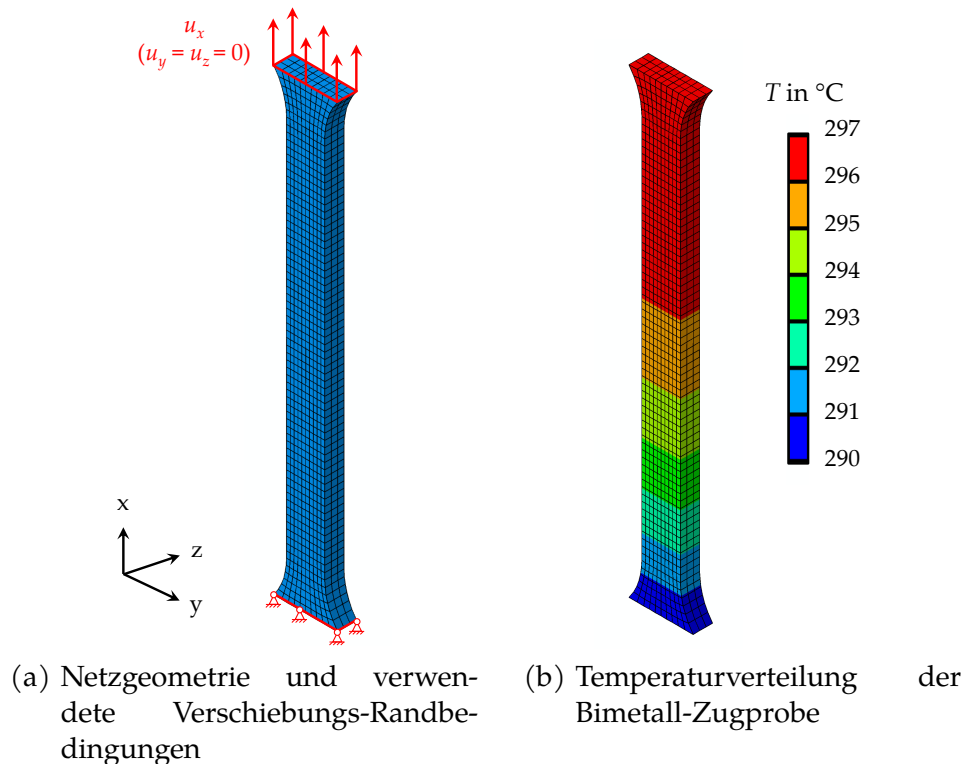 u_x
(u_y = u_z = 0)
x
z
y
T in °C
297
296
295
294
293
292
291
290
(a) Netzgeometrie und verwen-
dete Verschiebungs-Randbe-
dingungen
(b) Temperaturverteilung der
Bimetall-Zugprobe